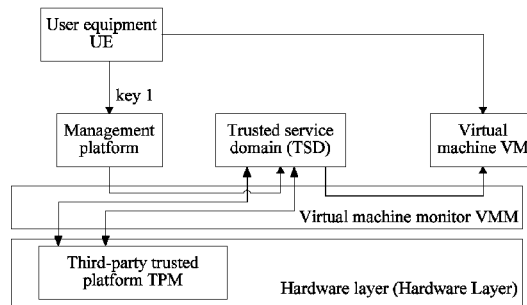 User equipment
UE
key 1
Management
platform
Trusted service
domain (TSD)
Virtual
machine VM
Virtual machine monitor VMM
Third-party trusted
platform TPM
Hardware layer (Hardware Layer)